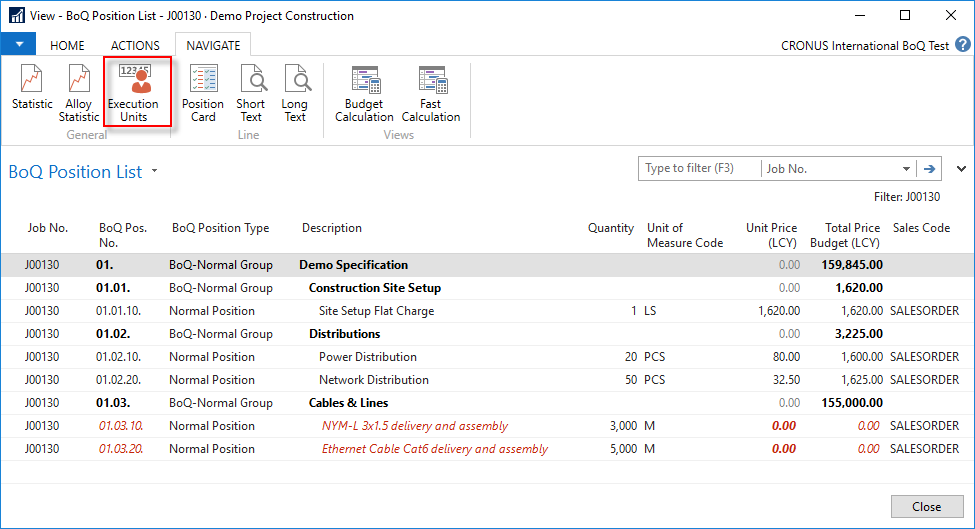 View - BoQ Position List - J00130 · Demo Project Construction
HOME ACTIONS NAVIGATE
CRONUS International BoQ Test
12345
Statistic Alloy Statistic Execution Units Position Card Short Text Long Text Budget Calculation Fast Calculation
General Line Views
BoQ Position List
Type to filter (F3) Job No.
Filter: J00130
Job No. BoQ Pos. No. BoQ Position Type Description Quantity Unit of Measure Code Unit Price (LCY) Total Price Budget (LCY) Sales Code
J00130 01. BoQ-Normal Group Demo Specification 0.00 159,845.00
J00130 01.01. BoQ-Normal Group Construction Site Setup 0.00 1,620.00
J00130 01.01.10. Normal Position Site Setup Flat Charge 1 LS 1,620.00 1,620.00 SALESORDER
J00130 01.02. BoQ-Normal Group Distributions 0.00 3,225.00
J00130 01.02.10. Normal Position Power Distribution 20 PCS 80.00 1,600.00 SALESORDER
J00130 01.02.20. Normal Position Network Distribution 50 PCS 32.50 1,625.00 SALESORDER
J00130 01.03. BoQ-Normal Group Cables & Lines 0.00 155,000.00
J00130 01.03.10. Normal Position NYM-L 3x1.5 delivery and assembly 3,000 M 0.00 0.00 SALESORDER
J00130 01.03.20. Normal Position Ethernet Cable Cat6 delivery and assembly 5,000 M 0.00 0.00 SALESORDER
Close